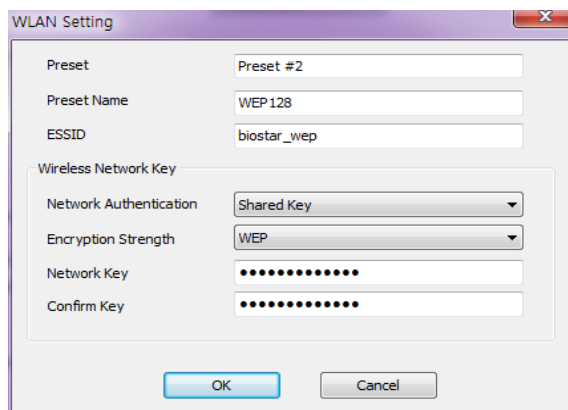 WLAN Setting
Preset
Preset #2
Preset Name
WEP128
ESSID
biostar_wep
Wireless Network Key
Network Authentication
Shared Key
Encryption Strength
WEP
Network Key
•••••••••••••
Confirm Key
•••••••••••••
OK
Cancel